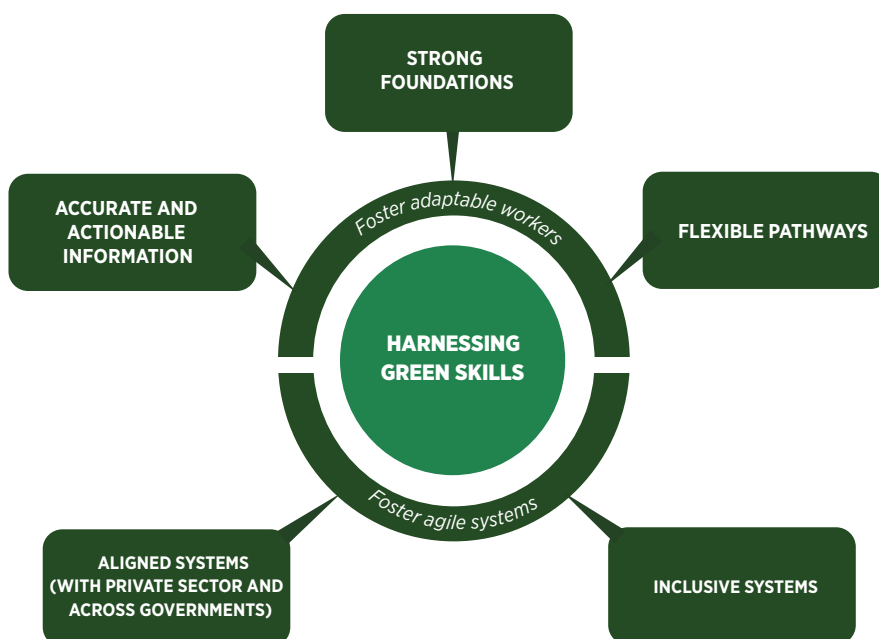 STRONG
FOUNDATIONS
ACCURATE AND
ACTIONABLE
INFORMATION
Foster adaptable workers
FLEXIBLE PATHWAYS
HARNESSING
GREEN SKILLS
Foster agile systems
ALIGNED SYSTEMS
(WITH PRIVATE SECTOR AND
ACROSS GOVERNMENTS)
INCLUSIVE SYSTEMS